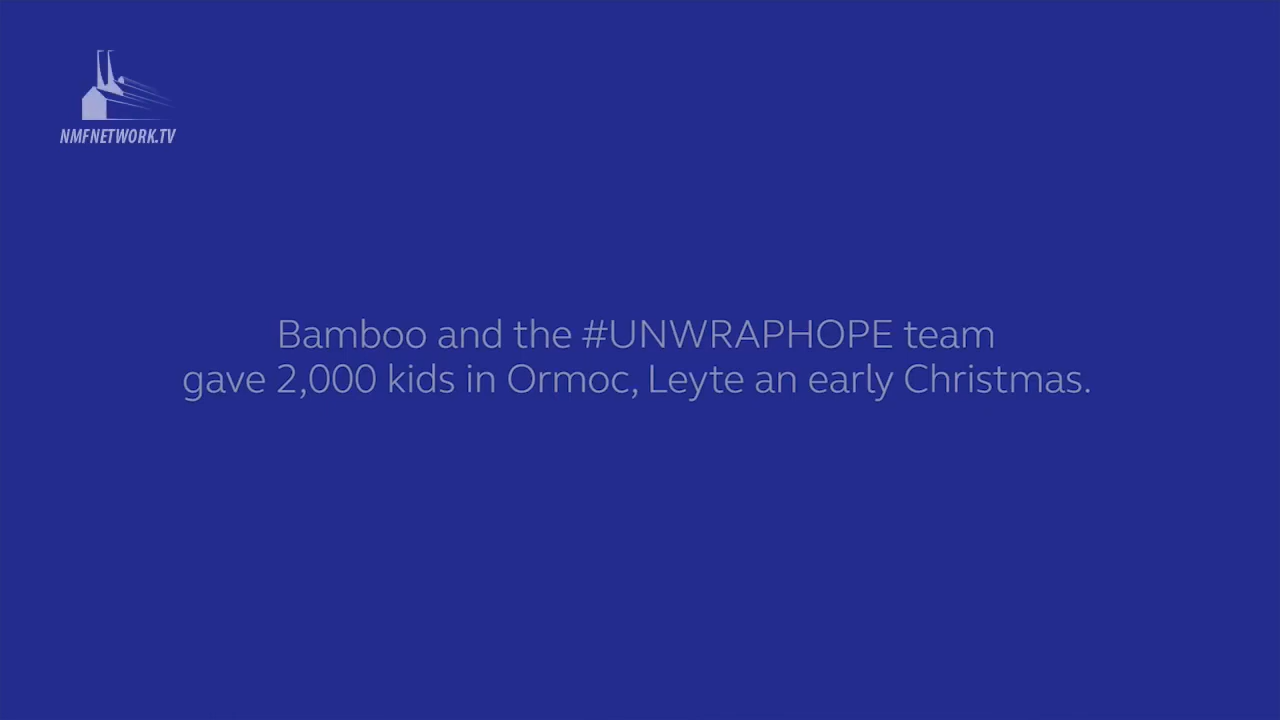 NMFNETWORK.TV
Bamboo and the #UNWRAPHOPE team
gave 2,000 kids in Ormoc, Leyte an early Christmas.